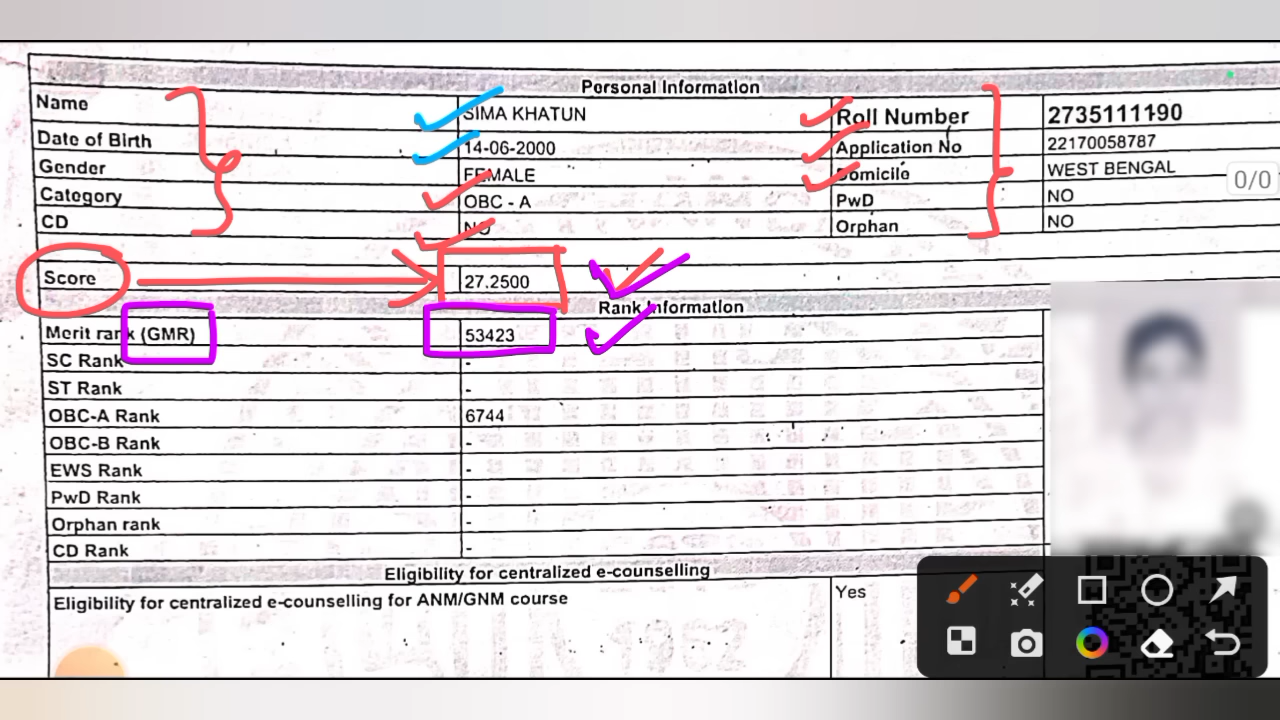 Personal Information
Name SIMA KHATUN Roll Number 2735111190
Date of Birth 14-06-2000 Application No 22170058787
Gender FEMALE Domicile WEST BENGAL
Category OBC - A PwD NO
CD NO Orphan NO
0/0
Score 27.2500
Rank Information
Merit rank (GMR) 53423
SC Rank -
ST Rank -
OBC-A Rank 6744
OBC-B Rank -
EWS Rank -
PwD Rank -
Orphan rank -
CD Rank -
Eligibility for centralized e-counselling
Eligibility for centralized e-counselling for ANM/GNM course Yes